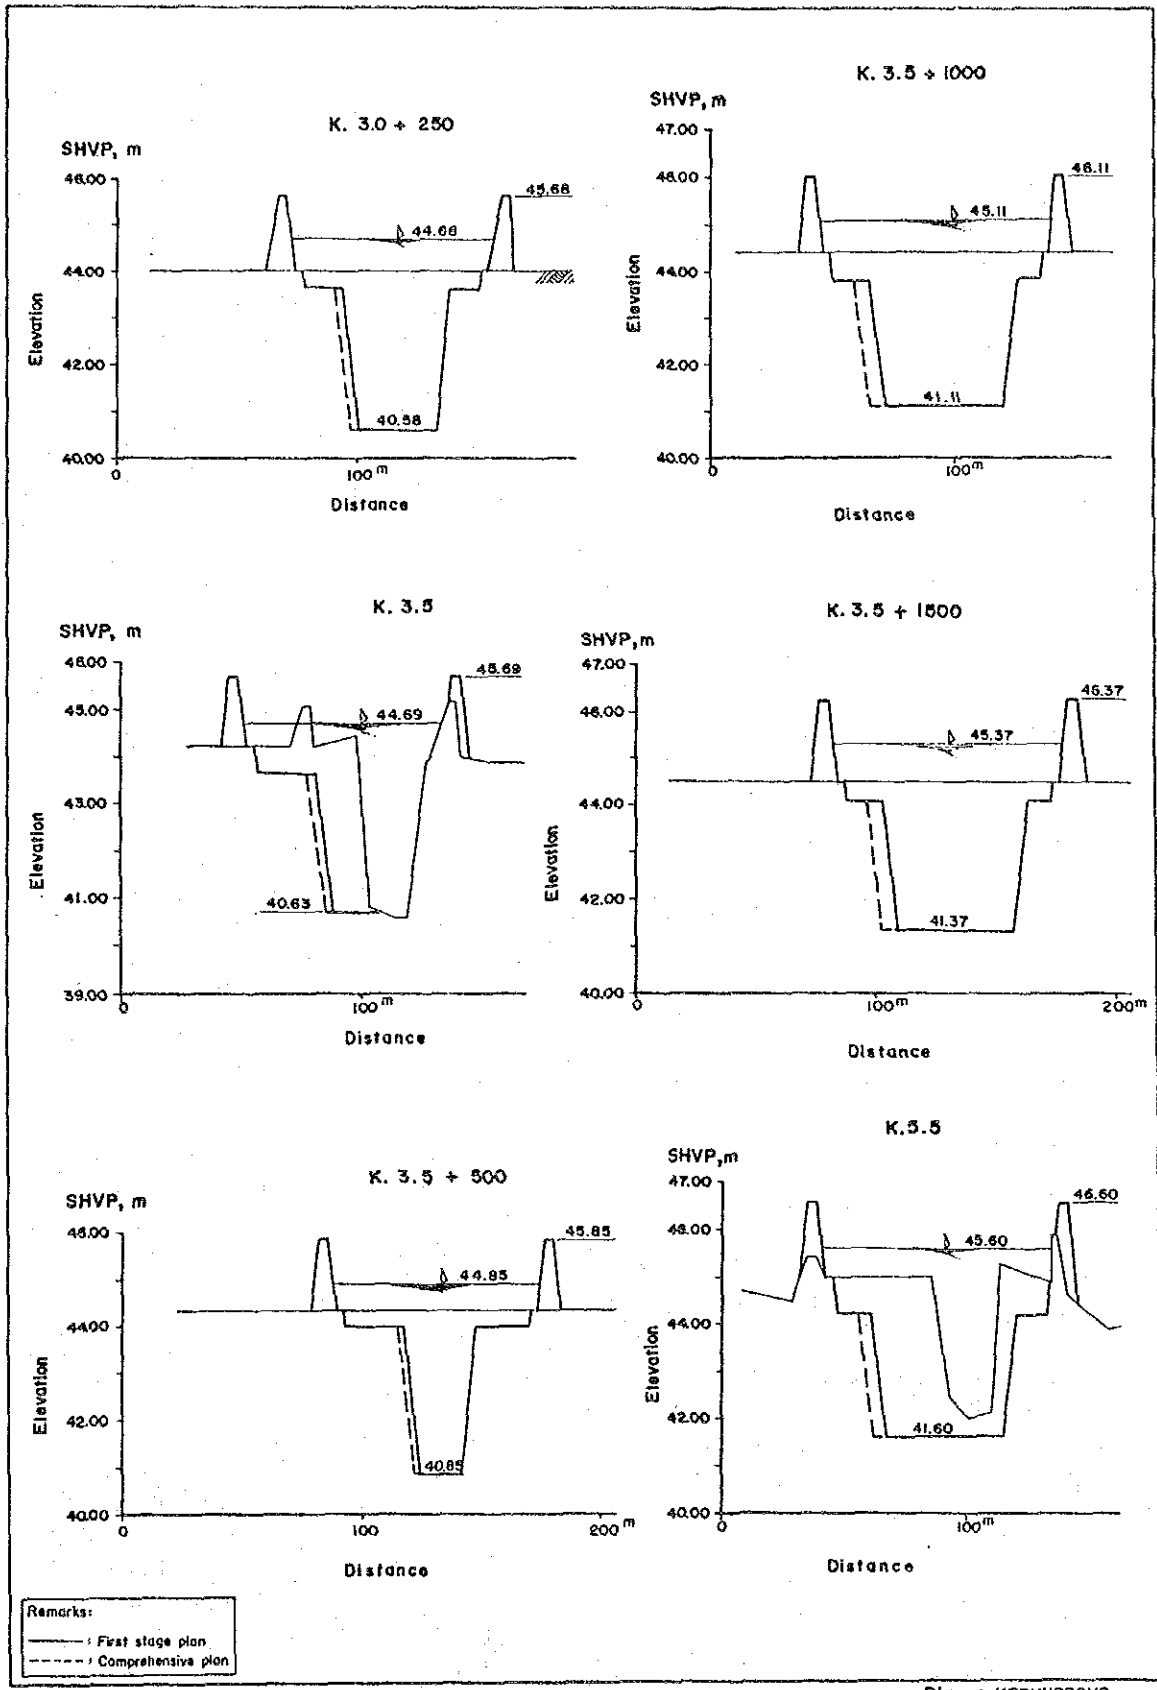 K. 3.0 + 250
SHVP, m
46.00
44.00
42.00
40.00
Elevation
45.68
44.68
40.58
0
100 m
Distance
K. 3.5 + 1000
SHVP, m
47.00
46.00
44.00
42.00
40.00
Elevation
46.11
45.11
41.11
0
100 m
Distance
K. 3.5
SHVP, m
46.00
45.00
43.00
41.00
39.00
Elevation
45.69
44.69
40.63
0
100 m
Distance
K. 3.5 + 1500
SHVP, m
47.00
46.00
44.00
42.00
40.00
Elevation
46.37
45.37
41.37
0
100 m
200 m
Distance
K. 3.5 + 500
SHVP, m
46.00
44.00
42.00
40.00
Elevation
45.85
44.85
40.85
0
100
200 m
Distance
K. 5.5
SHVP, m
47.00
46.00
44.00
42.00
40.00
Elevation
46.60
45.60
41.60
0
100 m
Distance
Remarks:
: First stage plan
: Comprehensive plan